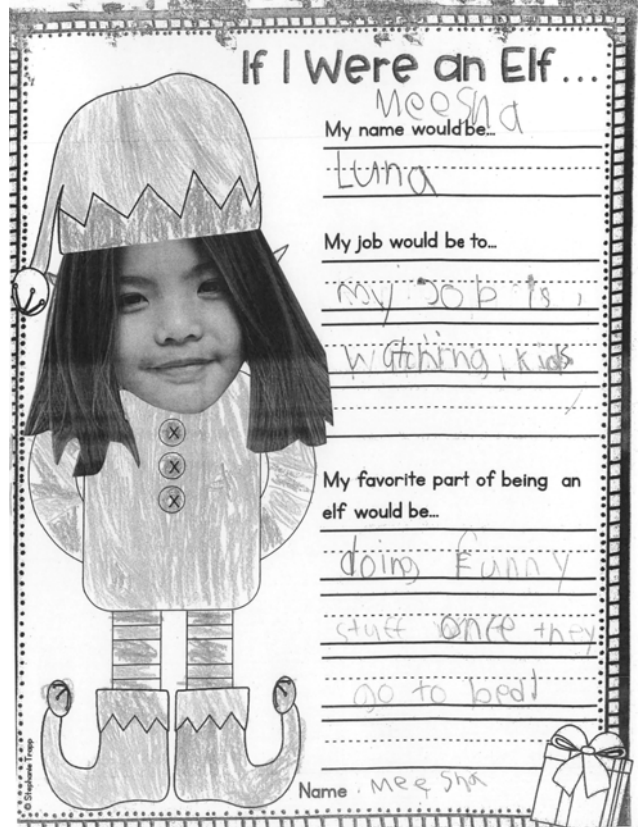 If I Were an Elf...
Meesha
My name would be...
Luna
My job would be to...
my Job is,
watching, kids
My favorite part of being an
elf would be...
doing funny
stuff once they
go to bed!
Name Meesha
© Stephanie Trapp